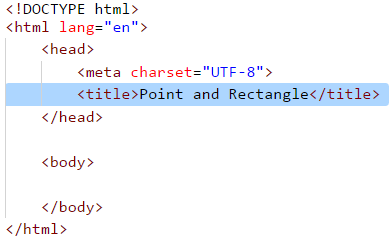 <!DOCTYPE html>
<html lang="en">
    <head>
        <meta charset="UTF-8">
        <title>Point and Rectangle</title>
    </head>

    <body>

    </body>
</html>